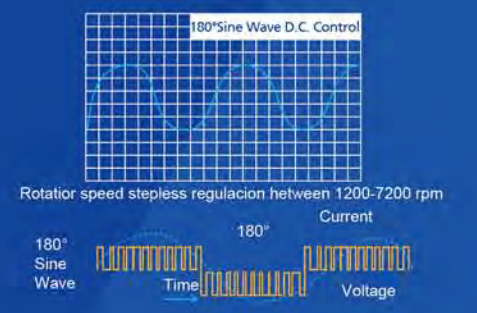 180°Sine Wave D.C. Control
Rotatior speed stepless regulacion hetween 1200-7200 rpm
Current
180°
180°
Sine
Wave
Time
Voltage